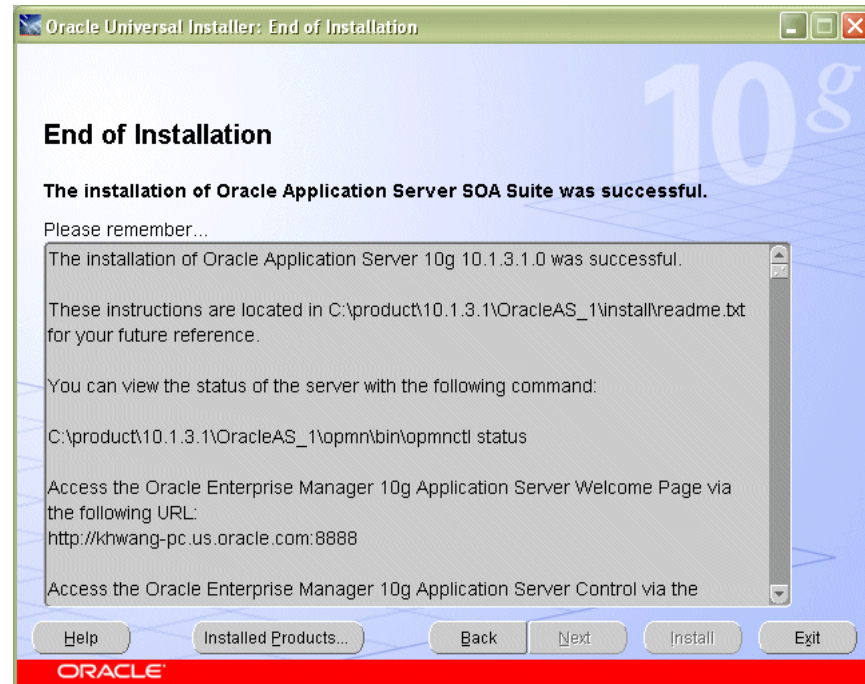 Oracle Universal Installer: End of Installation
10g
End of Installation
The installation of Oracle Application Server SOA Suite was successful.
Please remember...
The installation of Oracle Application Server 10g 10.1.3.1.0 was successful.
These instructions are located in C:\product\10.1.3.1\OracleAS_1\install\readme.txt
for your future reference.
You can view the status of the server with the following command:
C:\product\10.1.3.1\OracleAS_1\opmn\bin\opmnctl status
Access the Oracle Enterprise Manager 10g Application Server Welcome Page via
the following URL:
http://khwang-pc.us.oracle.com:8888
Access the Oracle Enterprise Manager 10g Application Server Control via the
Help Installed Products... Back Next Install Exit
ORACLE